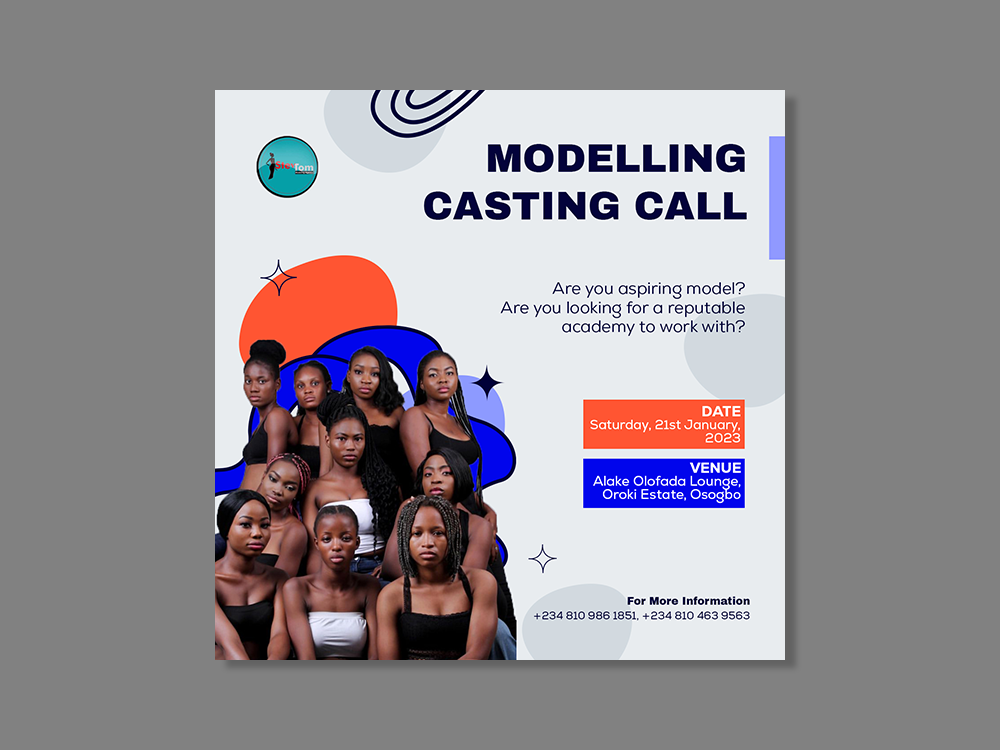 MODELLING
CASTING CALL
Are you aspiring model?
Are you looking for a reputable
academy to work with?
DATE
Saturday, 21st January,
2023
VENUE
Alake Olofada Lounge,
Oroki Estate, Osogbo
For More Information
+234 810 986 1851, +234 810 463 9563